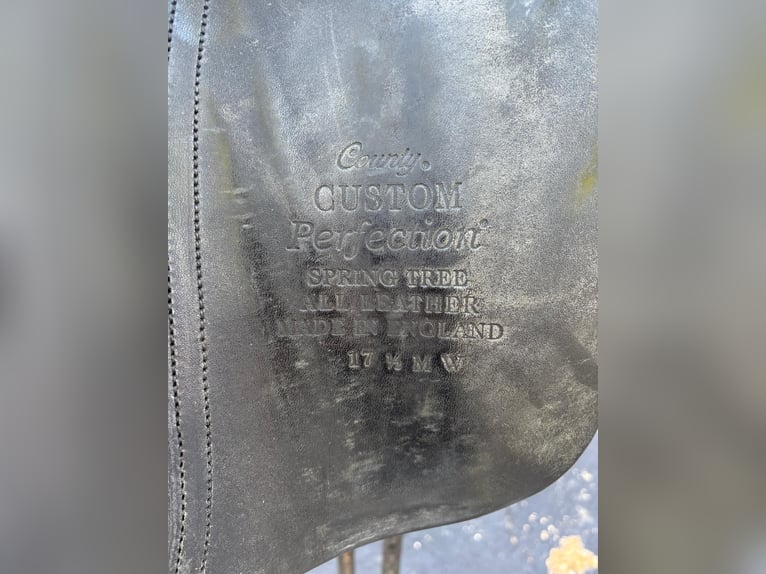 County
CUSTOM
Perfection
SPRING TREE
ALL LEATHER
MADE IN ENGLAND
17 ½ M W